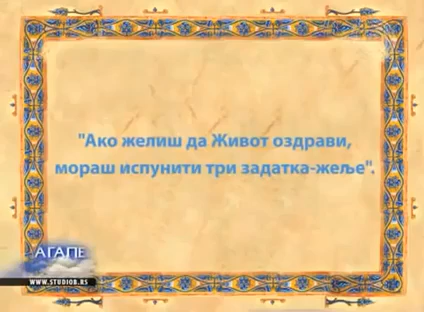 "Ако желиш да Живот оздрави,
мораш испунити три задатка-жеље".
АГАПЕ
WWW.STUDIOB.RS